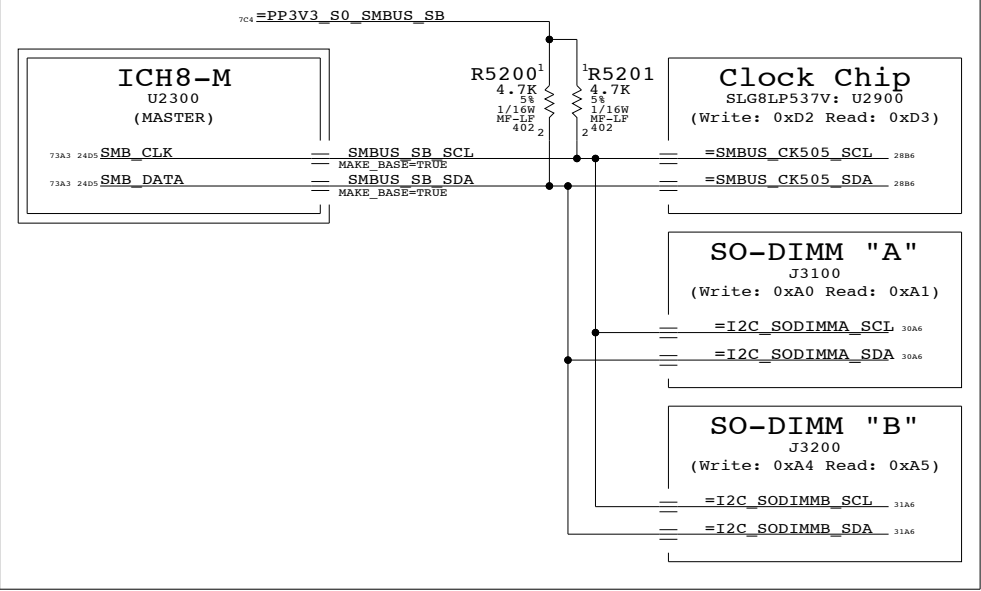 7C4 =PP3V3_S0_SMBUS_SB
ICH8-M
U2300
(MASTER)
73A3 24D5 SMB_CLK
73A3 24D5 SMB_DATA
SMBUS_SB_SCL
MAKE_BASE=TRUE
SMBUS_SB_SDA
MAKE_BASE=TRUE
R5200 1
4.7K
5%
1/16W
MF-LF
402 2
1 R5201
4.7K
5%
1/16W
MF-LF
2 402
Clock Chip
SLG8LP537V: U2900
(Write: 0xD2 Read: 0xD3)
=SMBUS_CK505_SCL 28B6
=SMBUS_CK505_SDA 28B6
SO-DIMM "A"
J3100
(Write: 0xA0 Read: 0xA1)
=I2C_SODIMMA_SCL 30A6
=I2C_SODIMMA_SDA 30A6
SO-DIMM "B"
J3200
(Write: 0xA4 Read: 0xA5)
=I2C_SODIMMB_SCL 31A6
=I2C_SODIMMB_SDA 31A6